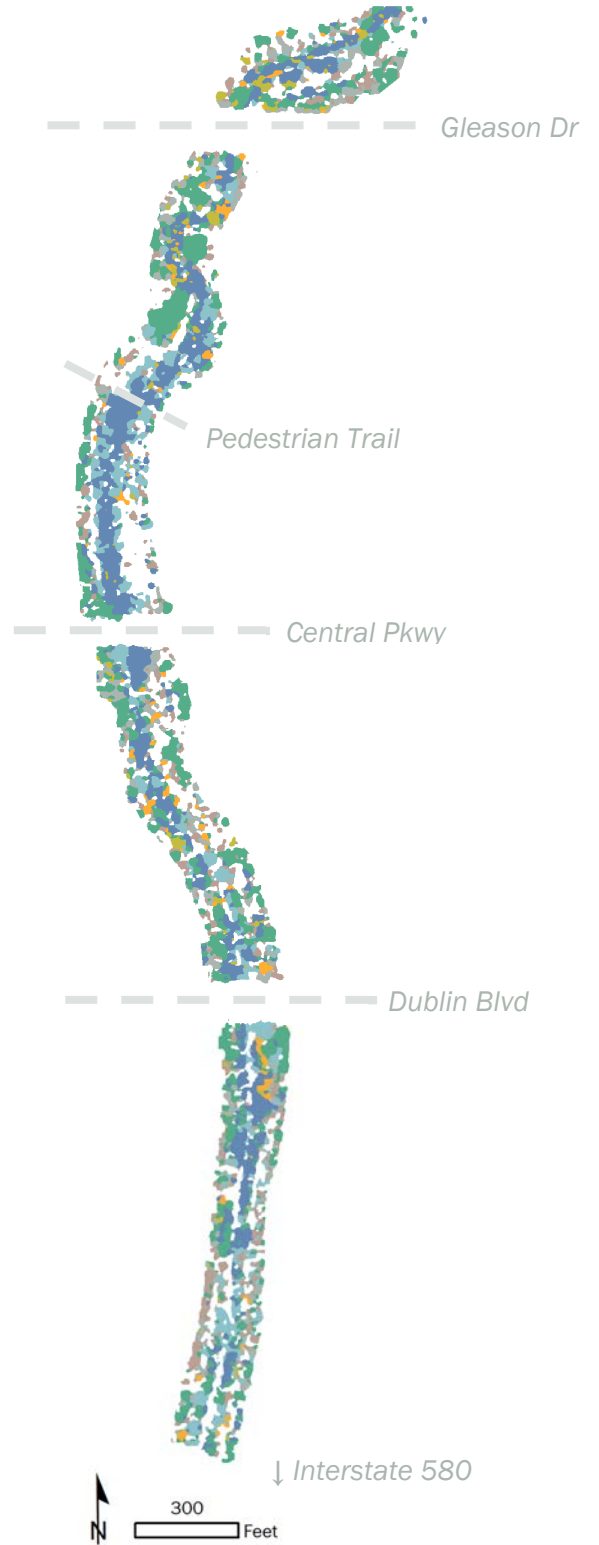 Gleason Dr
Pedestrian Trail
Central Pkwy
Dublin Blvd
↓ Interstate 580
N
300
Feet